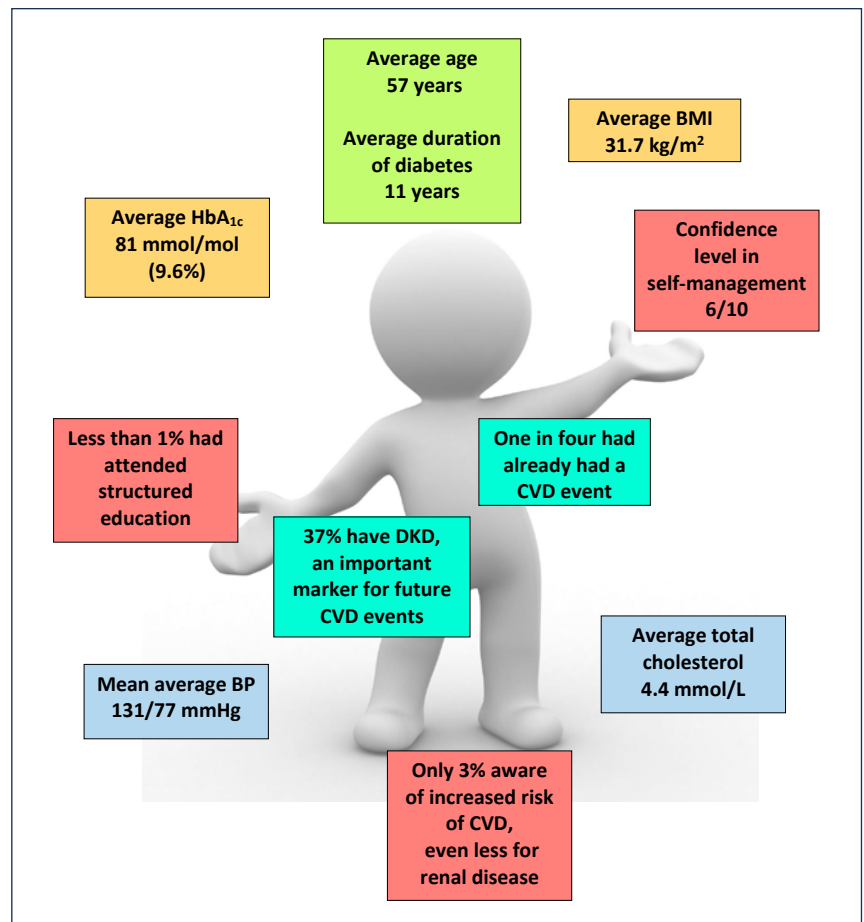 Average age
57 years
Average duration
of diabetes
11 years
Average BMI
31.7 kg/m²
Average HbA₁c
81 mmol/mol
(9.6%)
Confidence
level in
self-management
6/10
Less than 1% had
attended
structured
education
One in four had
already had a
CVD event
37% have DKD,
an important
marker for future
CVD events
Average total
cholesterol
4.4 mmol/L
Mean average BP
131/77 mmHg
Only 3% aware
of increased risk
of CVD,
even less for
renal disease